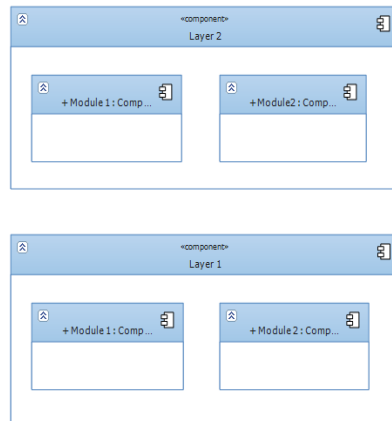 «component»
Layer 2
+ Module 1 : Comp...
+Module2 : Comp...
«component»
Layer 1
+ Module 1 : Comp...
+ Module 2 : Comp...